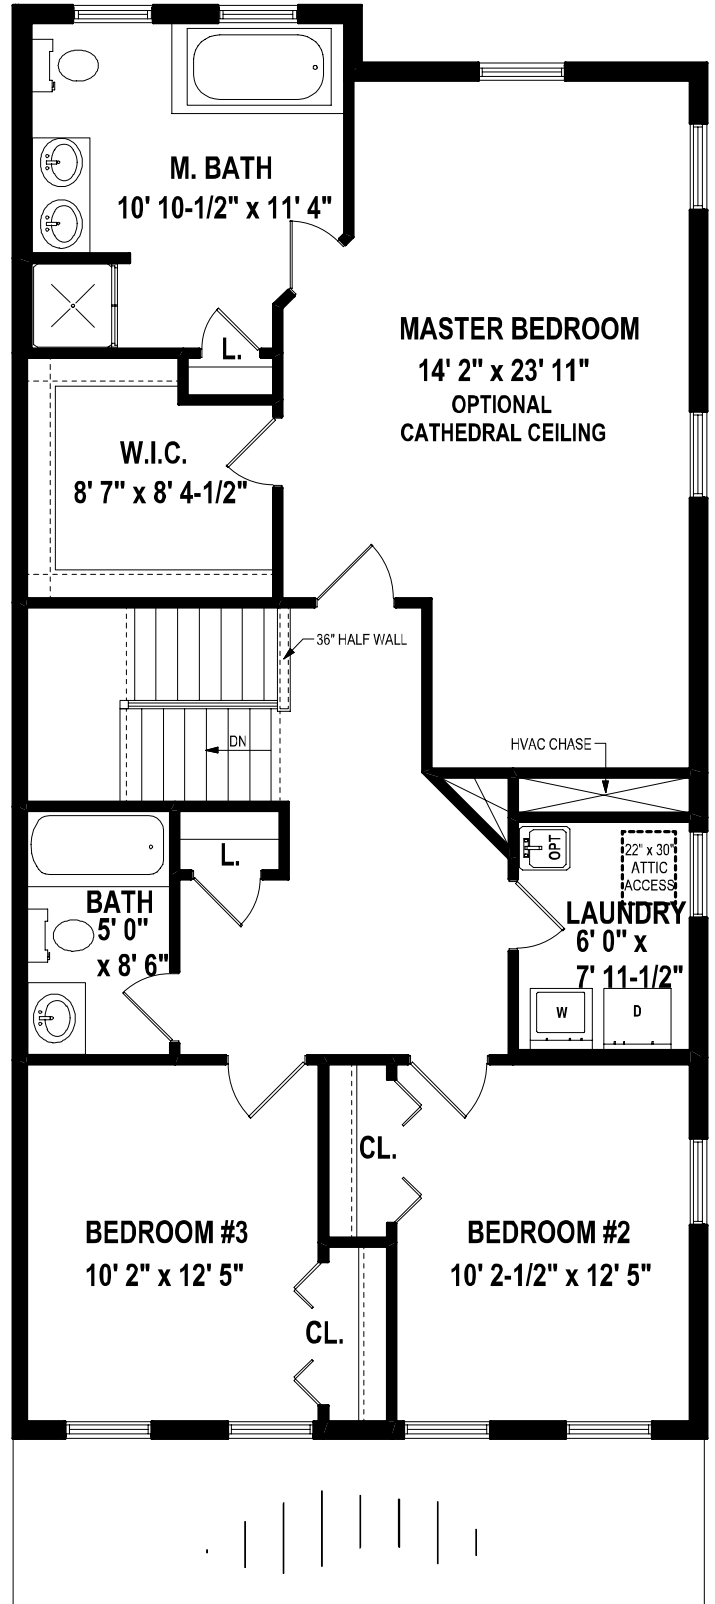 M. BATH
10' 10-1/2" x 11' 4"
MASTER BEDROOM
14' 2" x 23' 11"
OPTIONAL
CATHEDRAL CEILING
L.
W.I.C.
8' 7" x 8' 4-1/2"
36" HALF WALL
DN
HVAC CHASE
L.
OPT
22" x 30"
ATTIC
ACCESS
BATH
5' 0"
x 8' 6"
LAUNDRY
6' 0" x
7' 11-1/2"
W
D
CL.
BEDROOM #3
10' 2" x 12' 5"
BEDROOM #2
10' 2-1/2" x 12' 5"
CL.